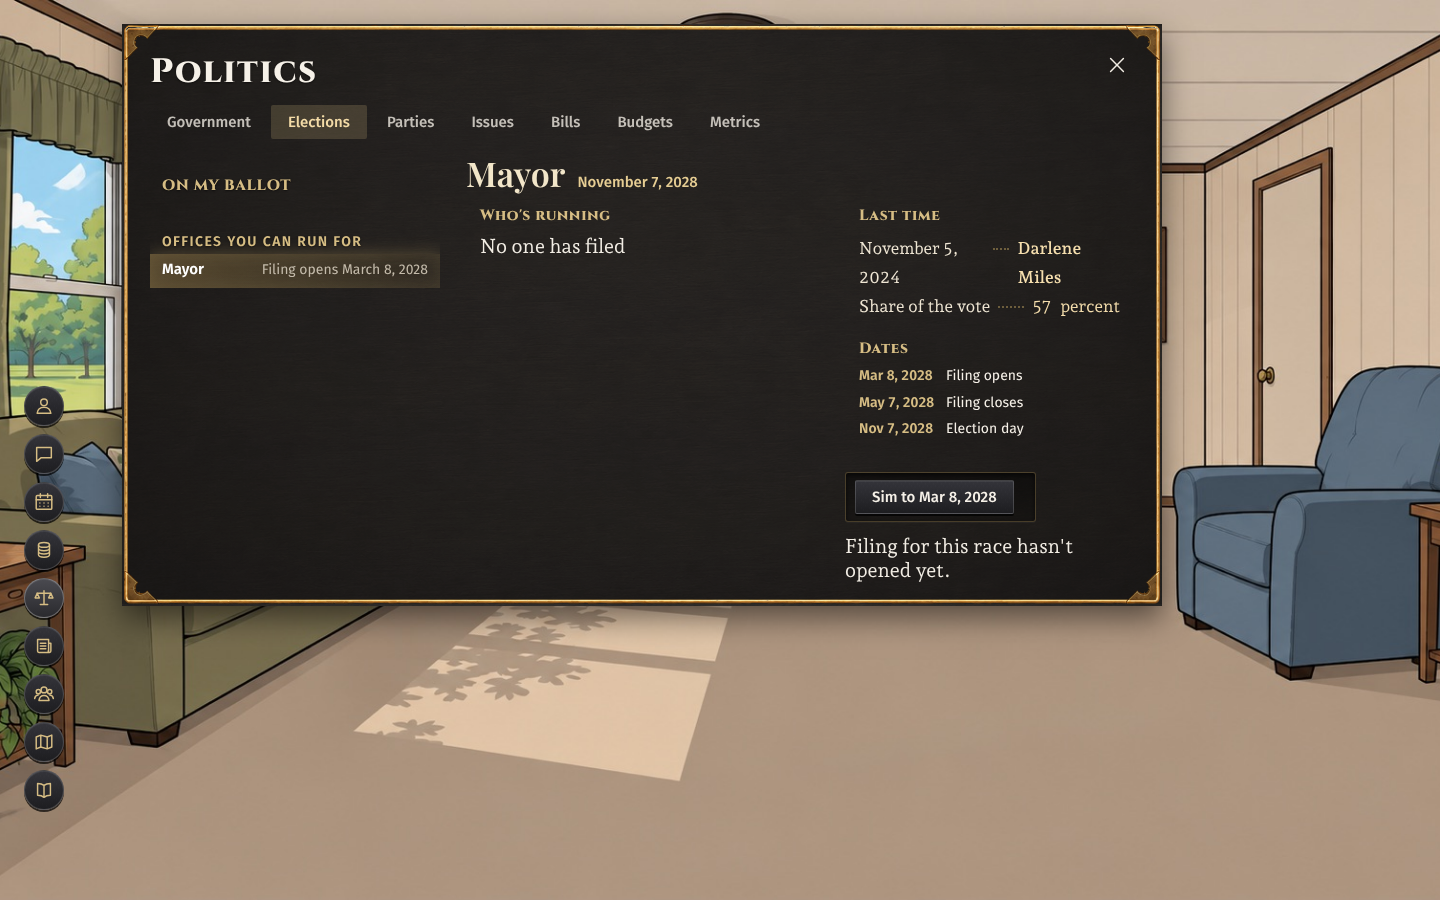 Politics
Government Elections Parties Issues Bills Budgets Metrics
On my ballot
OFFICES YOU CAN RUN FOR
Mayor Filing opens March 8, 2028
Mayor November 7, 2028
Who's running
No one has filed
Last time
November 5, 2024 Darlene Miles
Share of the vote 57 percent
Dates
Mar 8, 2028 Filing opens
May 7, 2028 Filing closes
Nov 7, 2028 Election day
Sim to Mar 8, 2028
Filing for this race hasn't
opened yet.